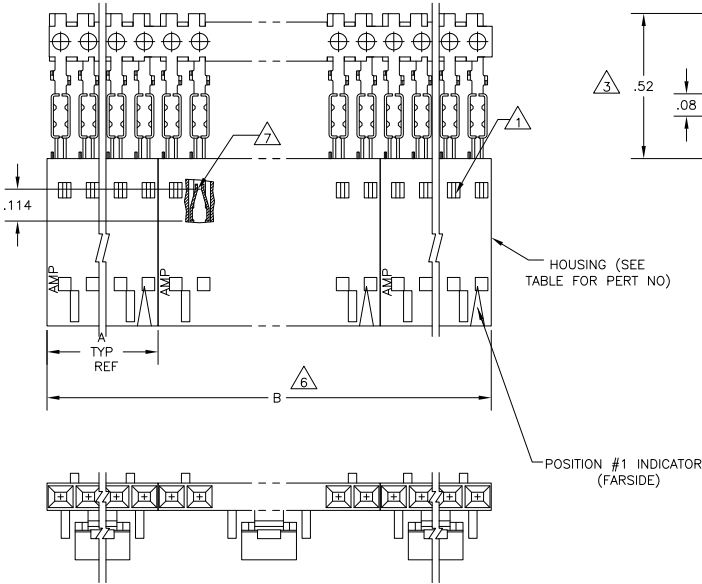 3
.52
.08
1
7
.114
AMP
AMP
AMP
HOUSING (SEE
TABLE FOR PERT NO)
A
TYP
REF
6
B
POSITION #1 INDICATOR
(FARSIDE)